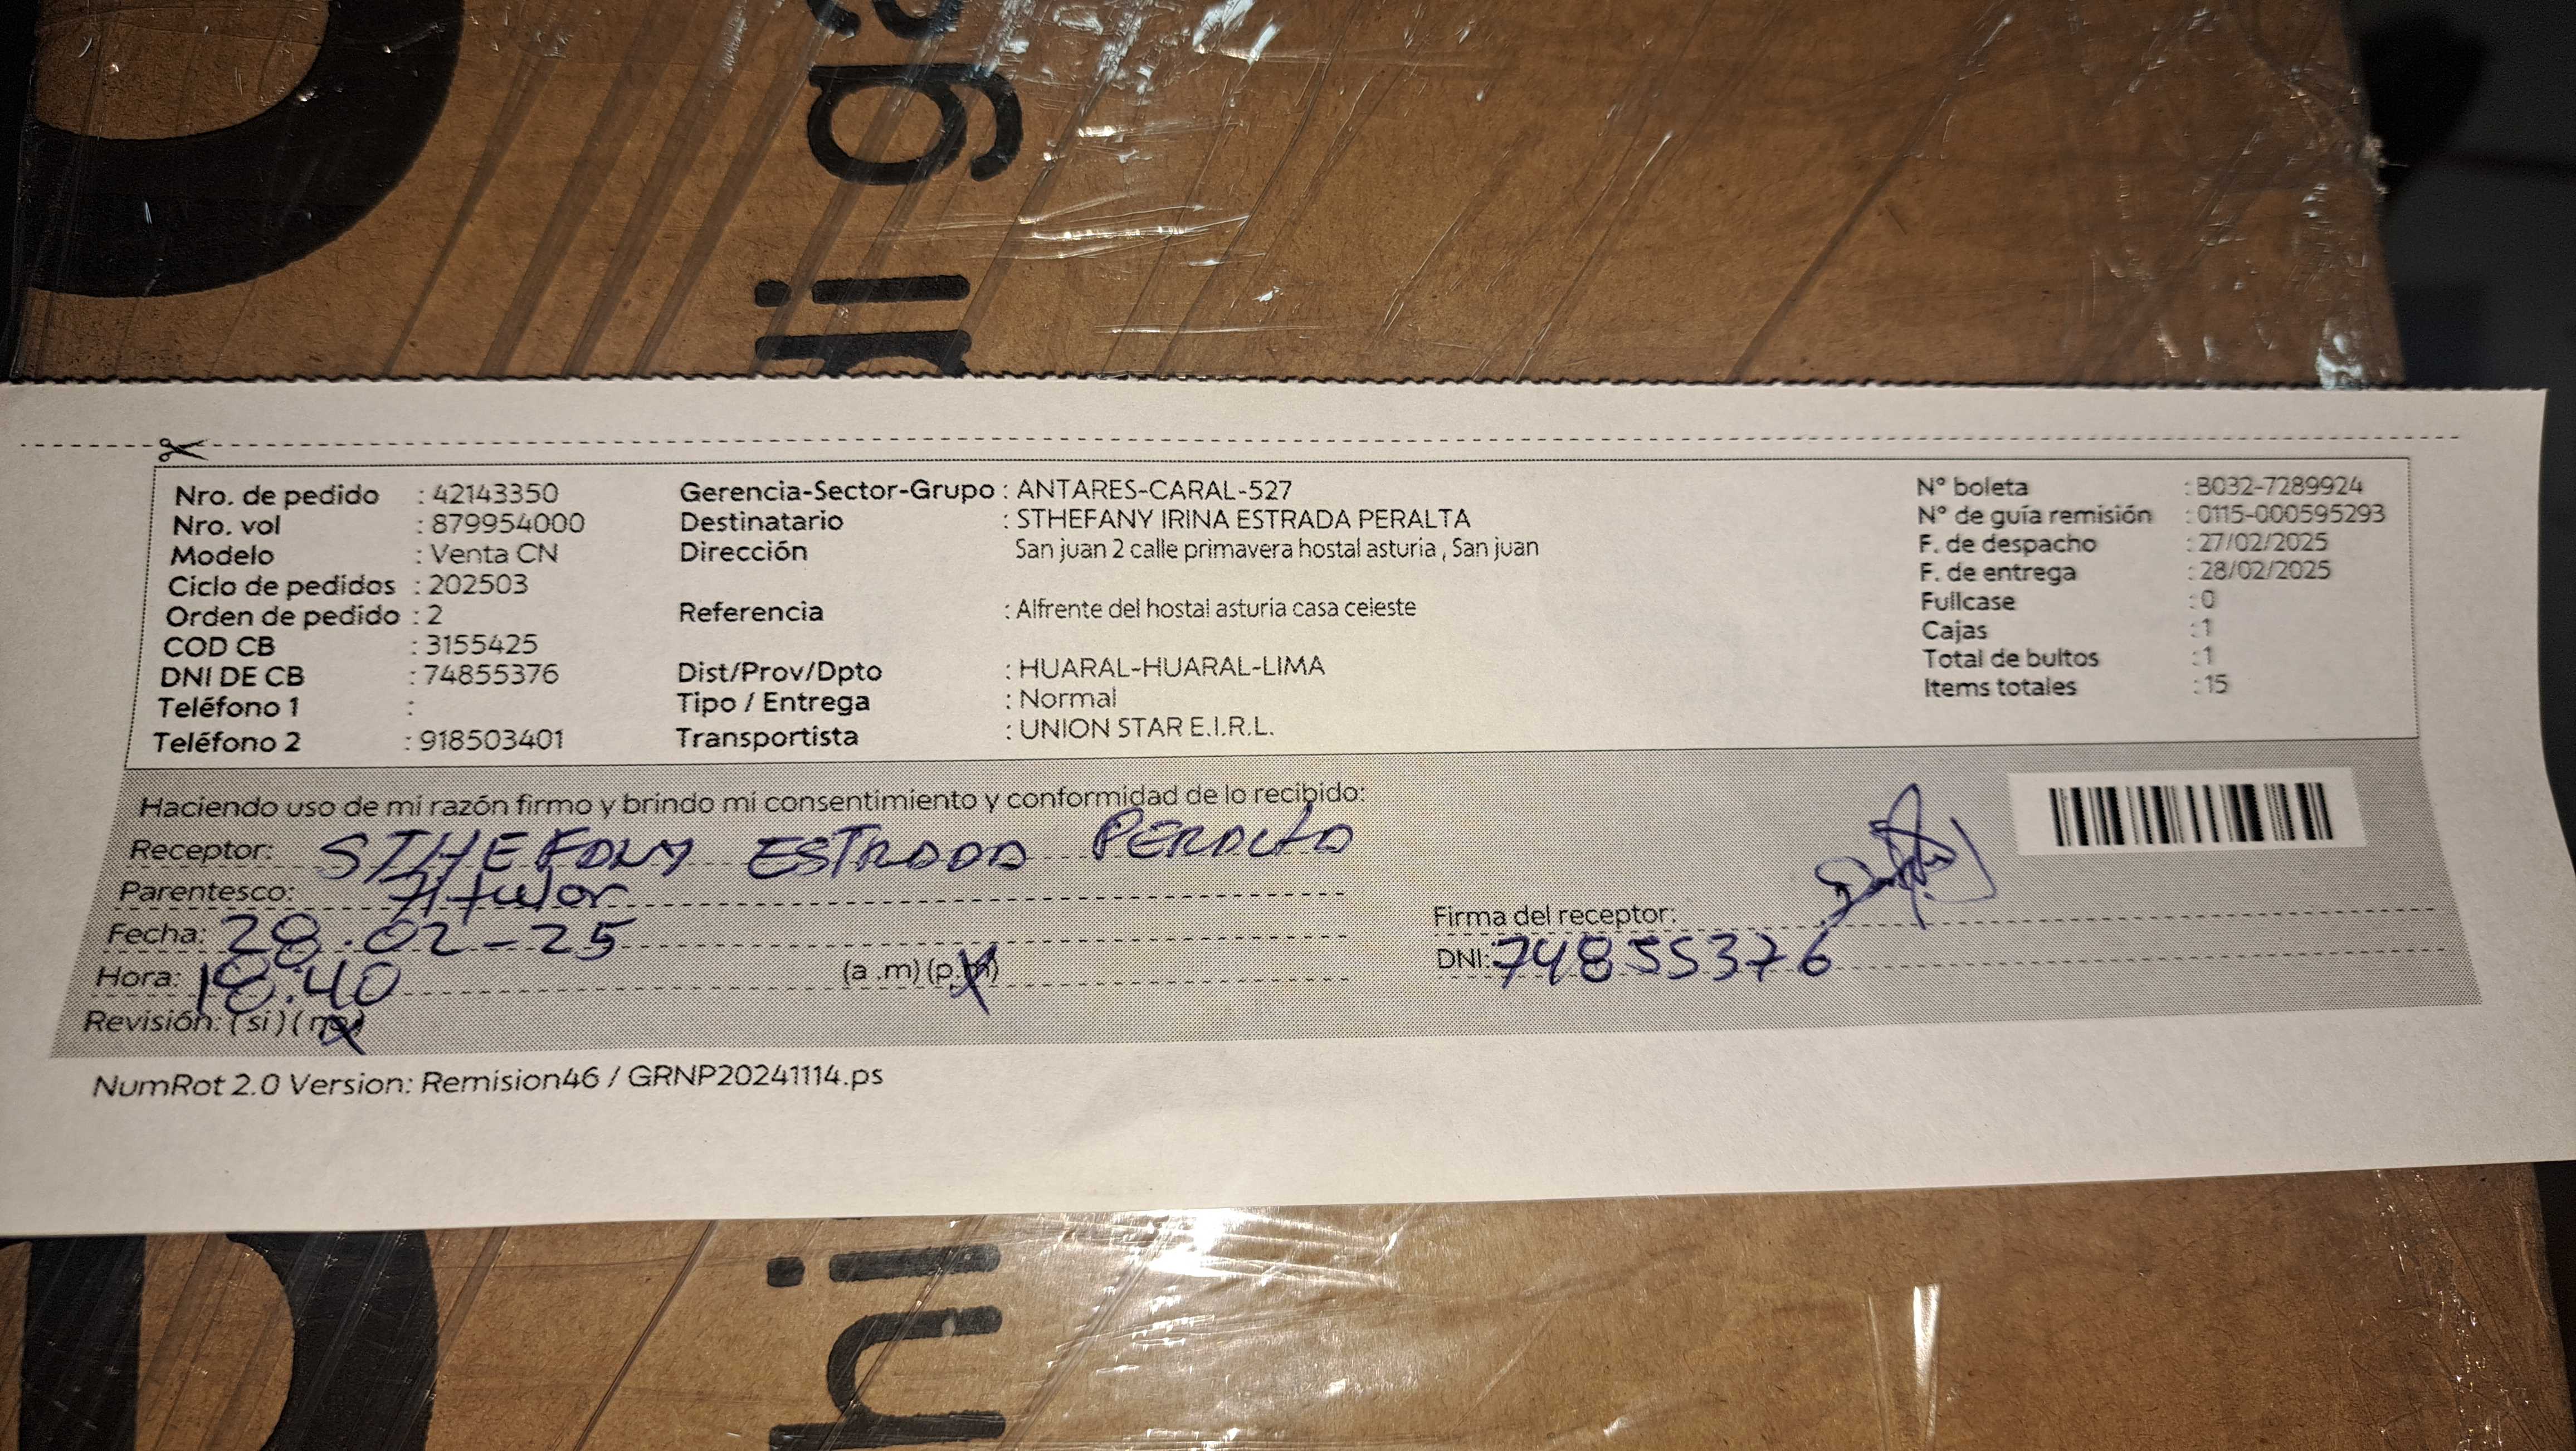 Nro. de pedido : 42143350
Nro. vol : 879954000
Modelo : Venta CN
Ciclo de pedidos : 202503
Orden de pedido : 2
COD CB : 3155425
DNI DE CB : 74855376
Teléfono 1 :
Teléfono 2 : 918503401
Gerencia-Sector-Grupo : ANTARES-CARAL-527
Destinatario : STHEFANY IRINA ESTRADA PERALTA
Dirección San juan 2 calle primavera hostal asturia , San juan
Referencia : Alfrente del hostal asturia casa celeste
Dist/Prov/Dpto : HUARAL-HUARAL-LIMA
Tipo / Entrega : Normal
Transportista : UNION STAR E.I.R.L.
N° boleta : B032-7289924
N° de guía remisión : 0115-000595293
F. de despacho : 27/02/2025
F. de entrega : 28/02/2025
Fullcase : 0
Cajas : 1
Total de bultos : 1
Items totales : 15
Haciendo uso de mi razón firmo y brindo mi consentimiento y conformidad de lo recibido:
Receptor: STHEFANY ESTRADA PERALTA
Parentesco: Titular
Fecha: 28.02-25
Hora: 18:40 (a .m) (p.m)
Revisión: ( si ) ( no )
Firma del receptor:
DNI: 74855376
NumRot 2.0 Version: Remision46 / GRNP20241114.ps